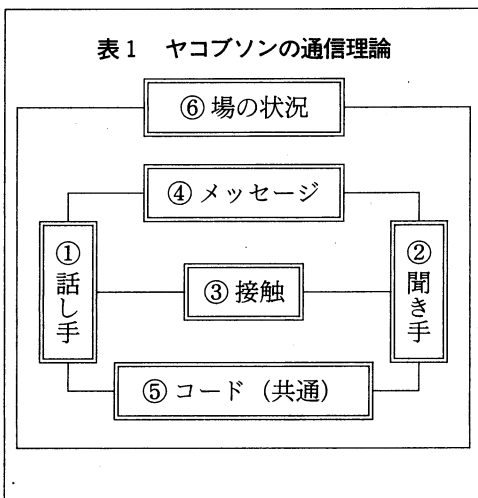 表1　ヤコブソンの通信理論
⑥ 場の状況
④ メッセージ
① 話し手
② 聞き手
③ 接触
⑤ コード（共通）